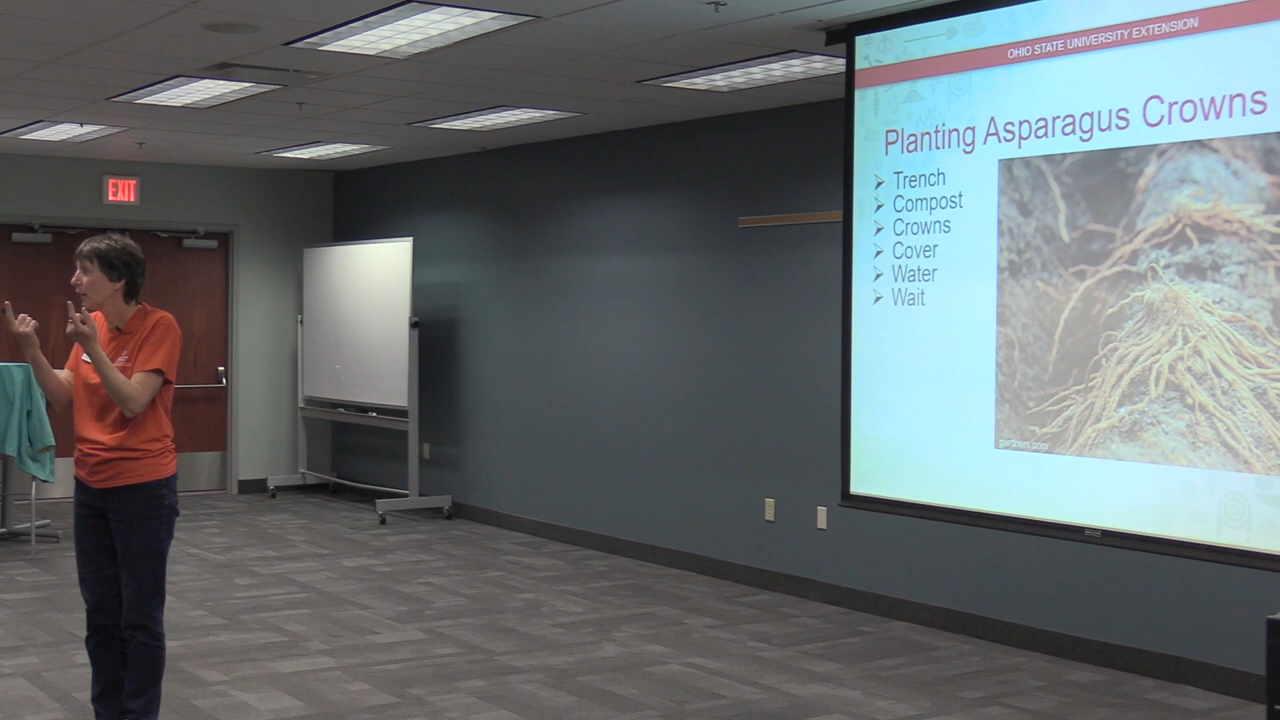 EXIT
OHIO STATE UNIVERSITY EXTENSION
Planting Asparagus Crowns
Trench
Compost
Crowns
Cover
Water
Wait
gardners.com